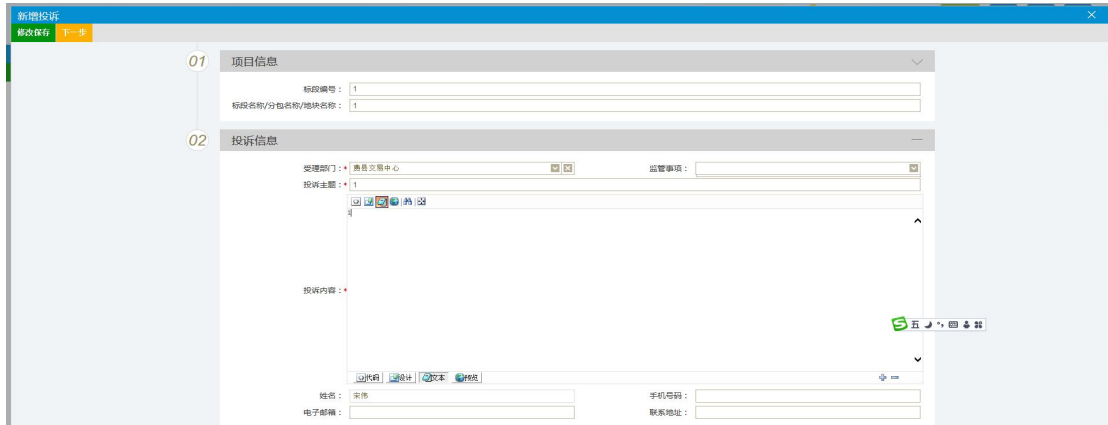 新增投诉
修改保存 下一步
01 项目信息
标段编号： 1
标段名称/分包名称/地块名称： 1
02 投诉信息
受理部门：* 费县交易中心 监管事项：
投诉主题：* 1
1
投诉内容：*
五
代码 设计 文本 预览
姓名： 宋伟 手机号码：
电子邮箱： 联系地址：